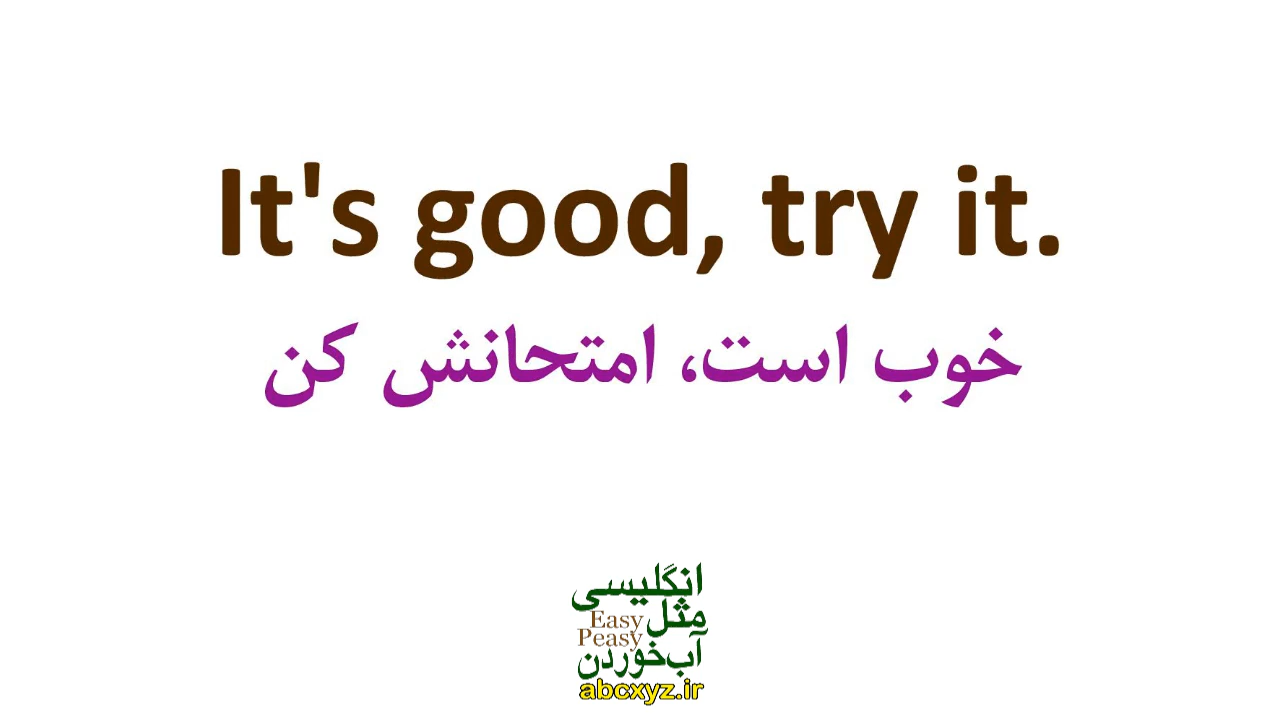 It's good, try it.
خوب است، امتحانش کن
انگلیسی
مثل Easy
Peasy
آب‌خوردن
abcxyz.ir